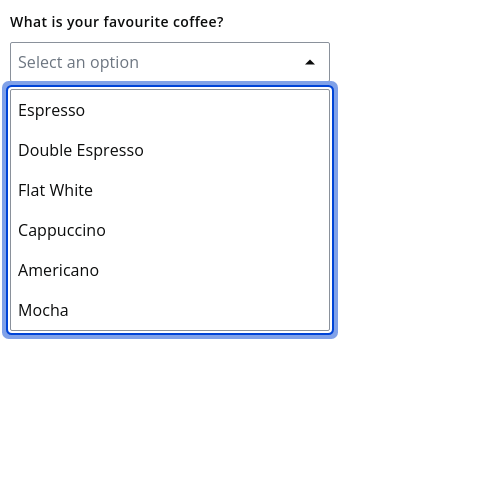 What is your favourite coffee?
Select an option
Espresso
Double Espresso
Flat White
Cappuccino
Americano
Mocha